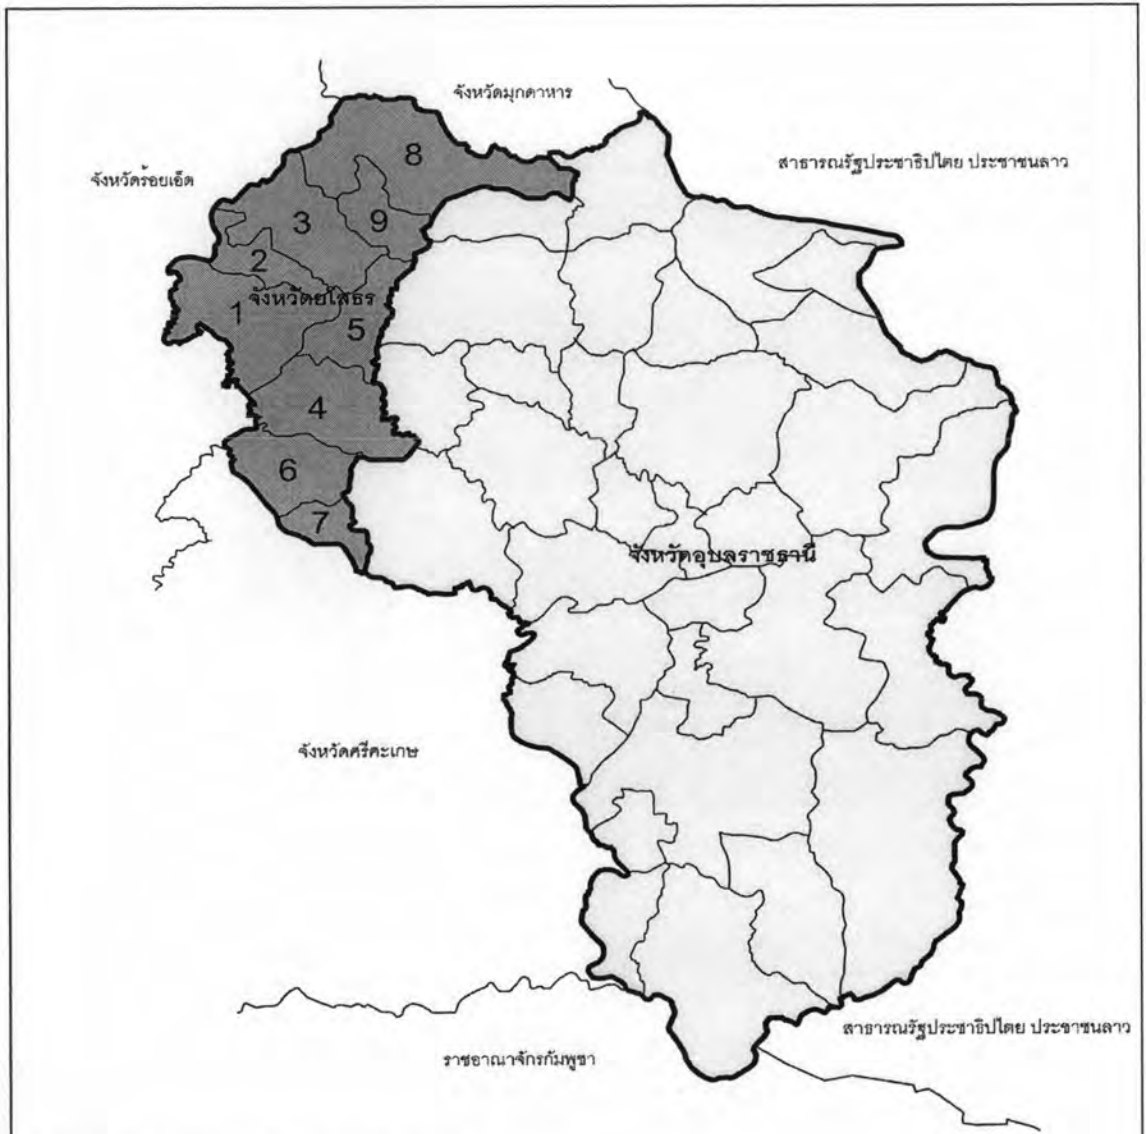 จังหวัดมุกดาหาร
สาธารณรัฐประชาธิปไตย ประชาชนลาว
จังหวัดร้อยเอ็ด
8
3
9
2
จังหวัดยโสธร
1
5
4
6
7
จังหวัดอุบลราชธานี
จังหวัดศรีสะเกษ
สาธารณรัฐประชาธิปไตย ประชาชนลาว
ราชอาณาจักรกัมพูชา